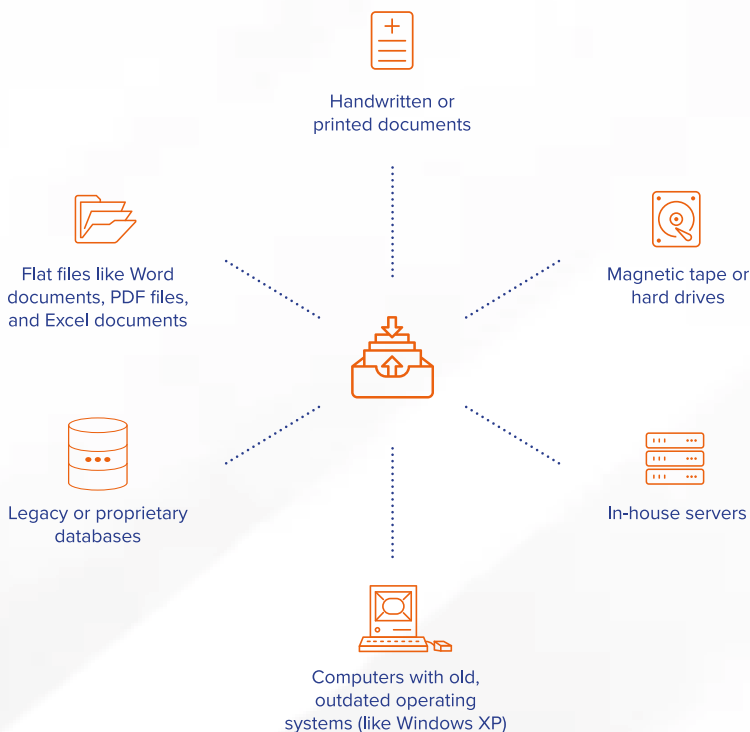 Handwritten or
printed documents
Flat files like Word
documents, PDF files,
and Excel documents
Magnetic tape or
hard drives
Legacy or proprietary
databases
In-house servers
Computers with old,
outdated operating
systems (like Windows XP)